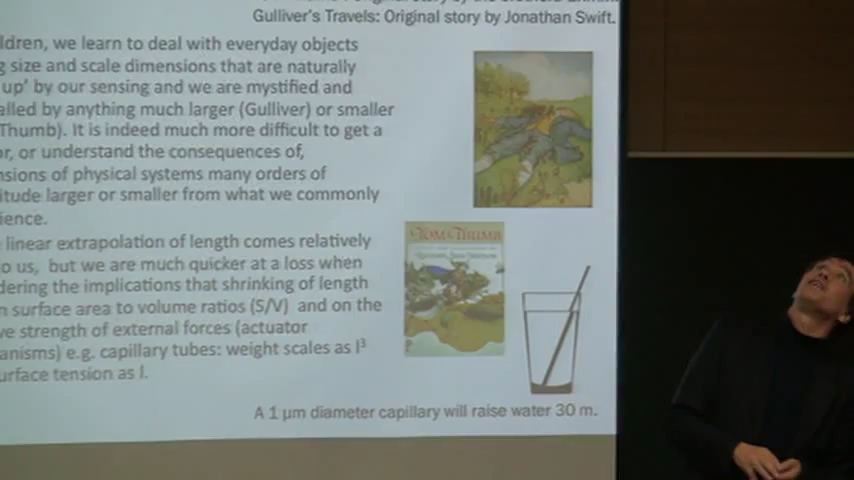 Gulliver's Travels: Original story by Jonathan Swift.
ldren, we learn to deal with everyday objects
g size and scale dimensions that are naturally
up' by our sensing and we are mystified and
alled by anything much larger (Gulliver) or smaller
Thumb). It is indeed much more difficult to get a
or, or understand the consequences of,
nsions of physical systems many orders of
itude larger or smaller from what we commonly
ience.
linear extrapolation of length comes relatively
o us, but we are much quicker at a loss when
dering the implications that shrinking of length
n surface area to volume ratios (S/V) and on the
ve strength of external forces (actuator
anisms) e.g. capillary tubes: weight scales as l³
urface tension as l.
TOM THUMB
A 1 μm diameter capillary will raise water 30 m.